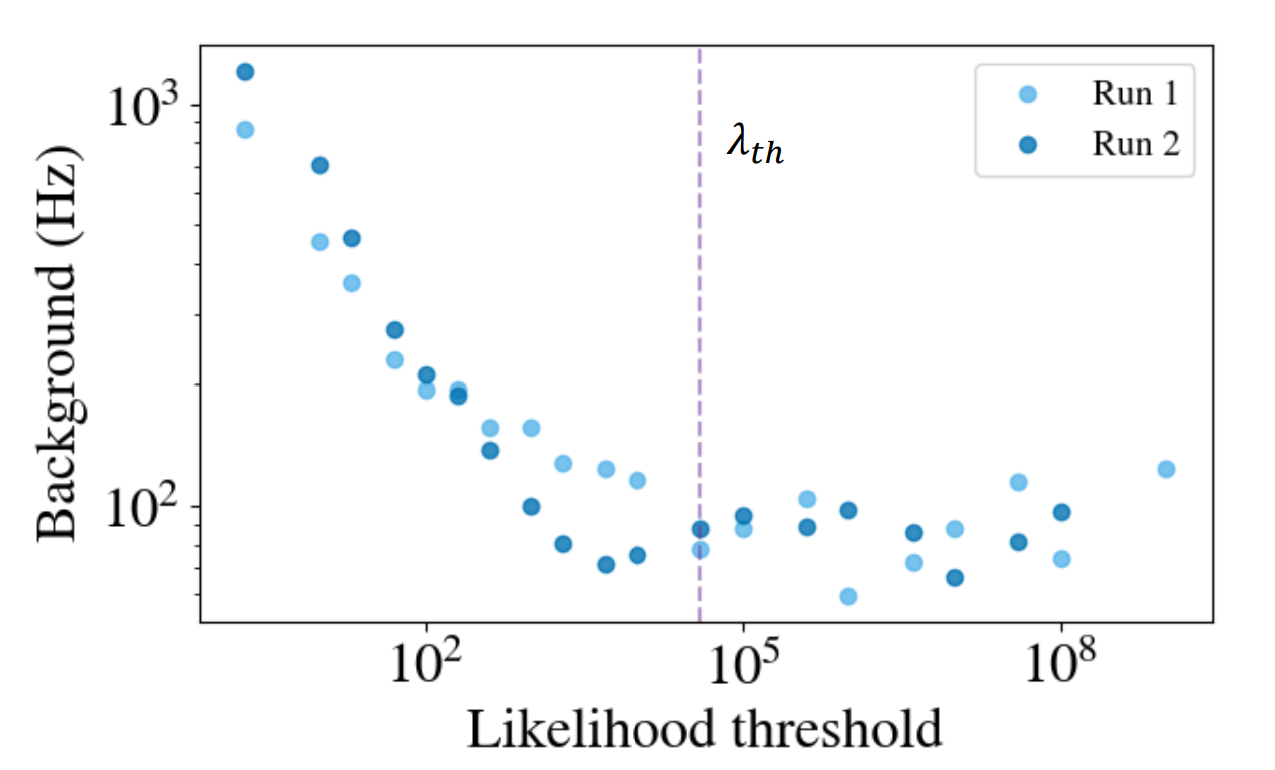 10³
10²
Background (Hz)
λ_th
Run 1
Run 2
10²
10⁵
10⁸
Likelihood threshold